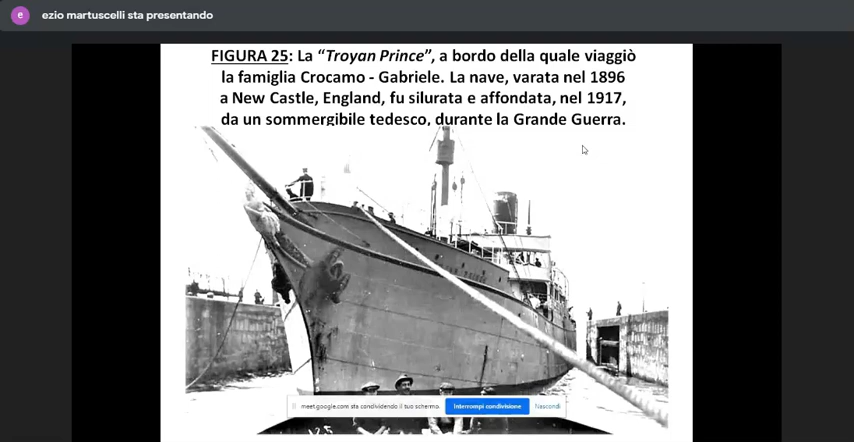 e ezio martuscelli sta presentando
FIGURA 25: La “Troyan Prince”, a bordo della quale viaggiò
la famiglia Crocamo - Gabriele. La nave, varata nel 1896
a New Castle, England, fu silurata e affondata, nel 1917,
da un sommergibile tedesco, durante la Grande Guerra.
PRINCE
meet.google.com sta condividendo il tuo schermo.
Interrompi condivisione
Nascondi